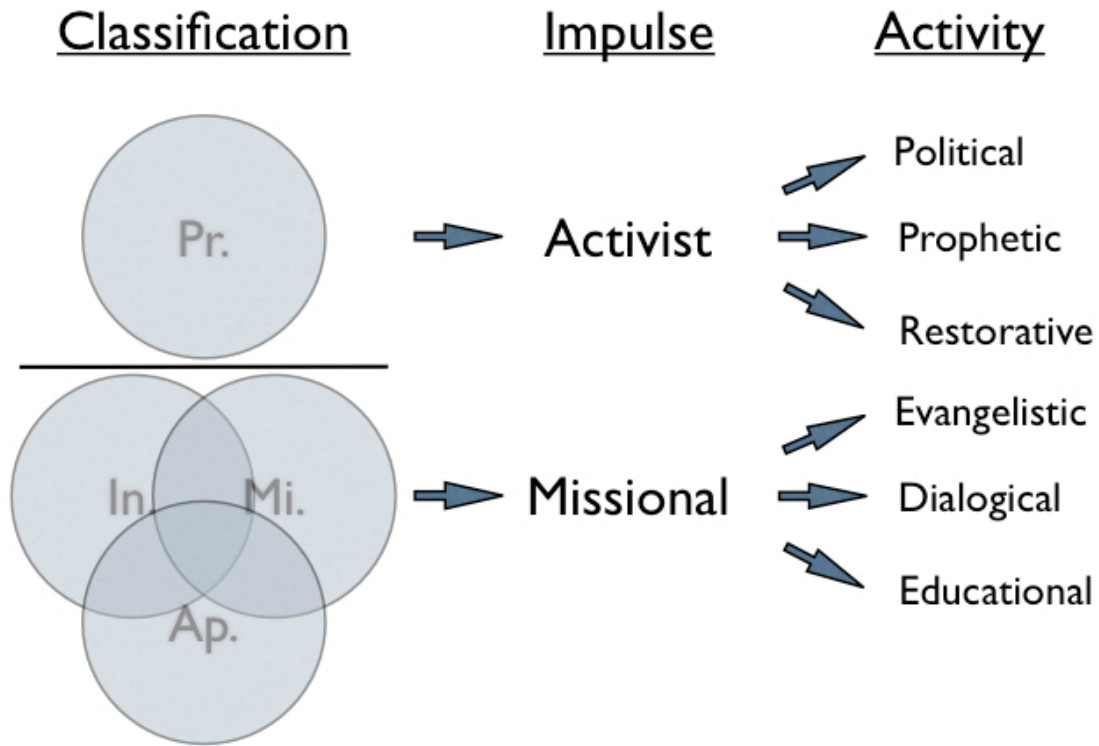 Classification
Impulse
Activity
Pr.
Activist
Political
Prophetic
Restorative
In.
Mi.
Ap.
Missional
Evangelistic
Dialogical
Educational